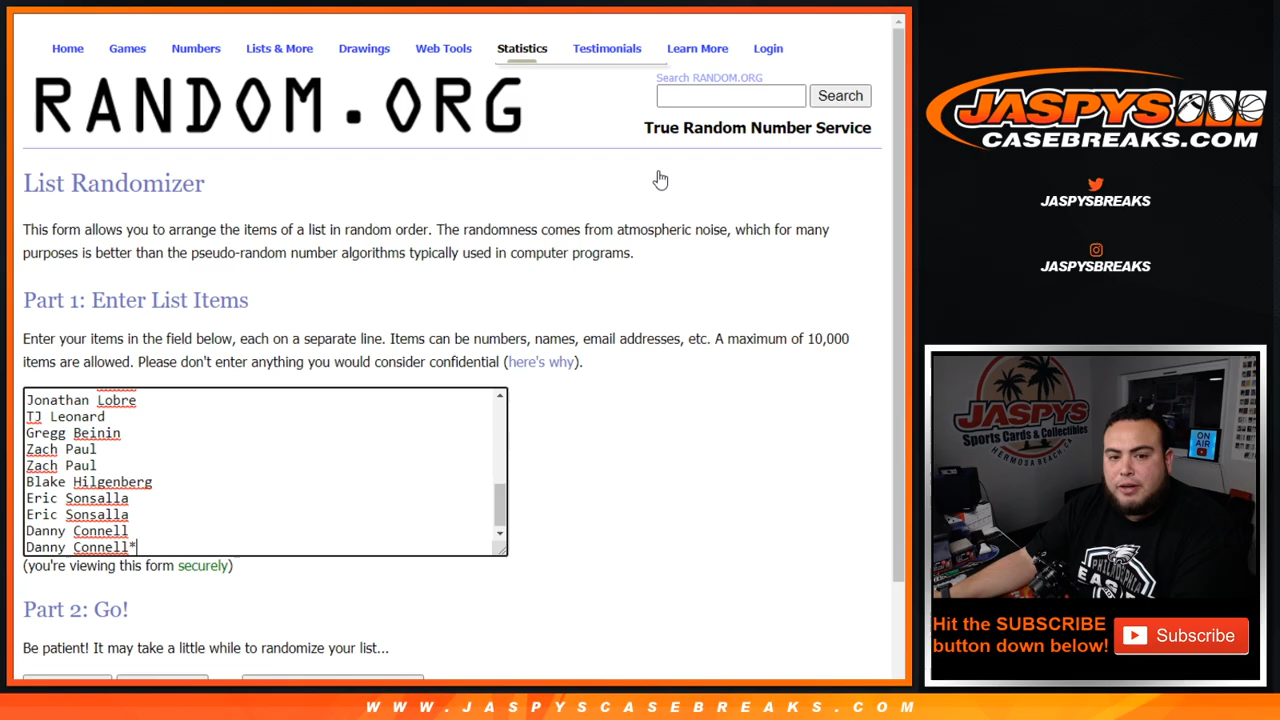 Home Games Numbers Lists & More Drawings Web Tools Statistics Testimonials Learn More Login
RANDOM.ORG
Search RANDOM.ORG
Search
True Random Number Service
List Randomizer
This form allows you to arrange the items of a list in random order. The randomness comes from atmospheric noise, which for many
purposes is better than the pseudo-random number algorithms typically used in computer programs.
Part 1: Enter List Items
Enter your items in the field below, each on a separate line. Items can be numbers, names, email addresses, etc. A maximum of 10,000
items are allowed. Please don't enter anything you would consider confidential (here's why).
Jonathan Lobre
TJ Leonard
Gregg Beinin
Zach Paul
Zach Paul
Blake Hilgenberg
Eric Sonsalla
Eric Sonsalla
Danny Connell
Danny Connell*
(you're viewing this form securely)
Part 2: Go!
Be patient! It may take a little while to randomize your list...
JASPYS
CASEBREAKS.COM
JASPYSBREAKS
JASPYSBREAKS
JASPYS
Sports Cards & Collectibles
HERMOSA BEACH, CA
ON
AIR
PHILADELPHIA
Hit the SUBSCRIBE
button down below!
Subscribe
WWW.JASPYSCASEBREAKS.COM